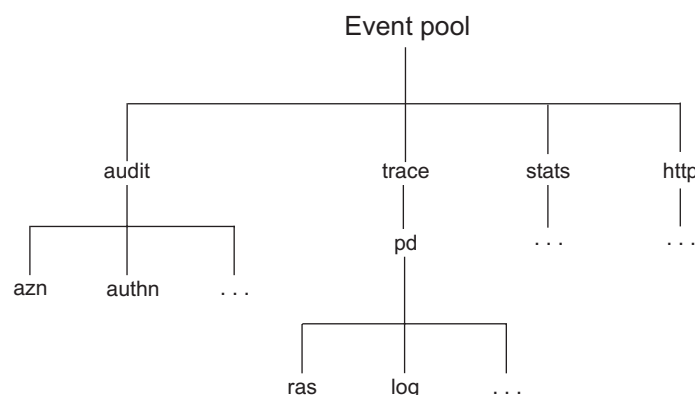 Event pool
audit trace stats http
pd . . . . . .
azn authn . . .
ras log . . .